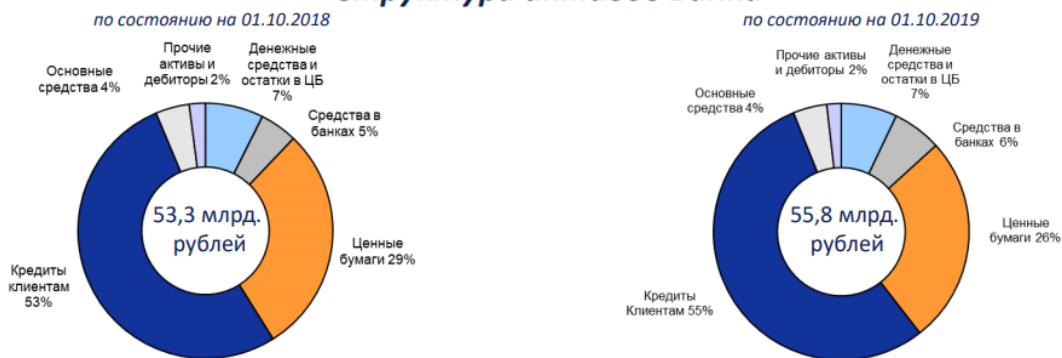 по состоянию на 01.10.2018
Прочие
активы и
дебиторы 2%
Денежные
средства и
остатки в ЦБ
7%
Основные
средства 4%
Средства в
банках 5%
53,3 млрд.
рублей
Ценные
бумаги 29%
Кредиты
клиентам
53%
по состоянию на 01.10.2019
Прочие активы
и дебиторы 2%
Денежные
средства и
остатки в ЦБ
7%
Основные
средства 4%
Средства в
банках 6%
55,8 млрд.
рублей
Ценные
бумаги 26%
Кредиты
Клиентам 55%